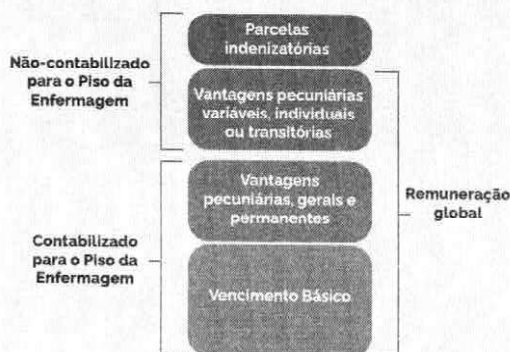 Parcelas
indenizatórias
Não-contabilizado
para o Piso da
Enfermagem
Vantagens pecuniárias
variáveis, individuais
ou transitórias
Vantagens
pecuniárias, gerais e
permanentes
Remuneração
global
Contabilizado
para o Piso da
Enfermagem
Vencimento Básico